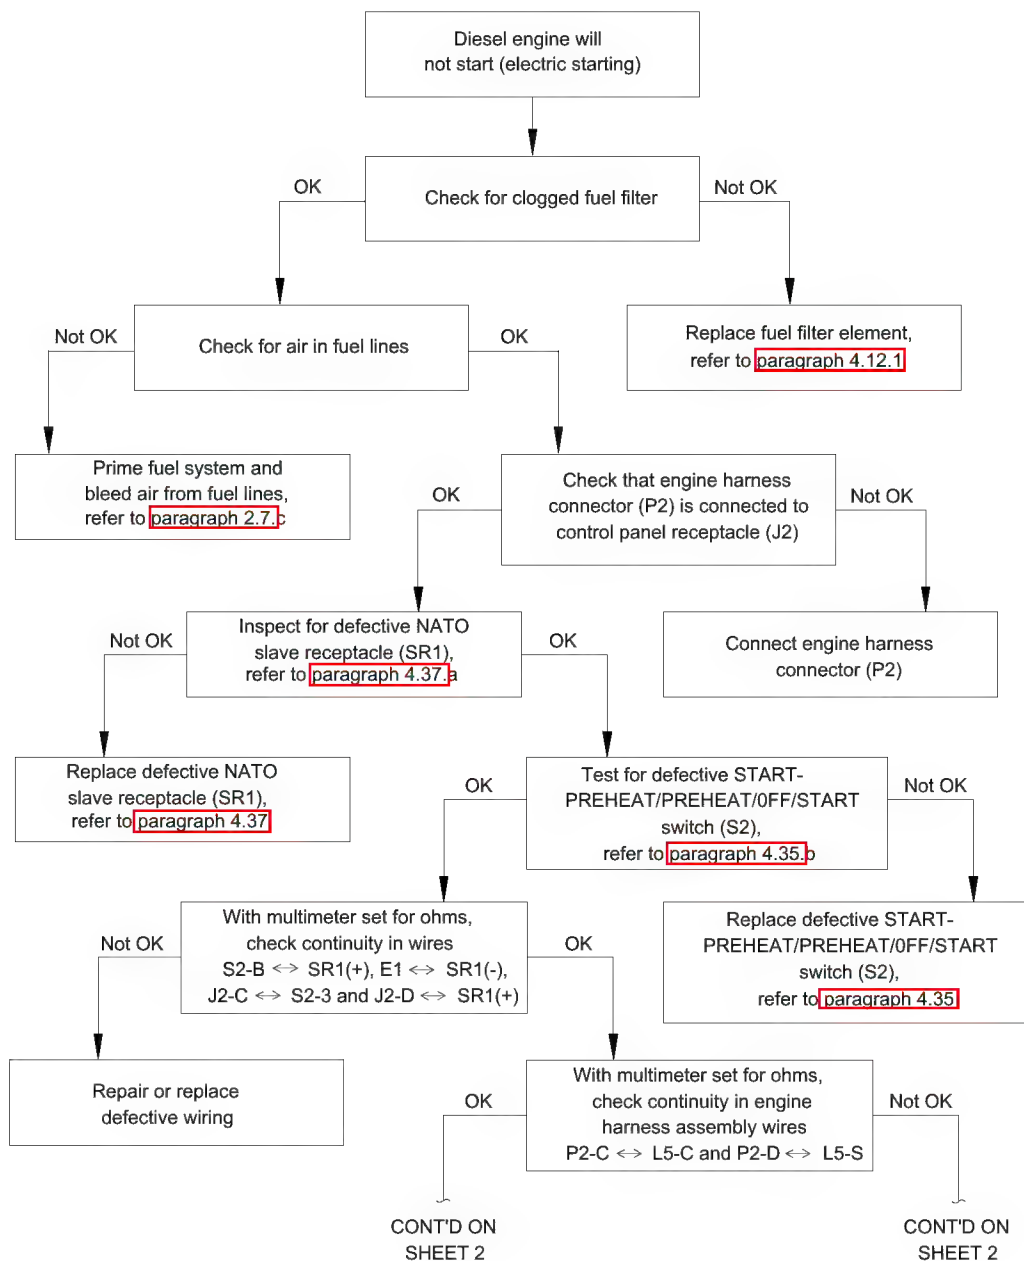 Diesel engine will
not start (electric starting)
OK
Check for clogged fuel filter
Not OK
Not OK
Check for air in fuel lines
OK
Replace fuel filter element,
refer to paragraph 4.12.1
Prime fuel system and
bleed air from fuel lines,
refer to paragraph 2.7.c
OK
Check that engine harness
connector (P2) is connected to
control panel receptacle (J2)
Not OK
Not OK
Inspect for defective NATO
slave receptacle (SR1),
refer to paragraph 4.37.a
OK
Connect engine harness
connector (P2)
Replace defective NATO
slave receptacle (SR1),
refer to paragraph 4.37
OK
Test for defective START-
PREHEAT/PREHEAT/0FF/START
switch (S2),
refer to paragraph 4.35.b
Not OK
Not OK
With multimeter set for ohms,
check continuity in wires
S2-B <-> SR1(+), E1 <-> SR1(-),
J2-C <-> S2-3 and J2-D <-> SR1(+)
OK
Replace defective START-
PREHEAT/PREHEAT/0FF/START
switch (S2),
refer to paragraph 4.35
Repair or replace
defective wiring
OK
With multimeter set for ohms,
check continuity in engine
harness assembly wires
P2-C <-> L5-C and P2-D <-> L5-S
Not OK
CONT'D ON
SHEET 2
CONT'D ON
SHEET 2